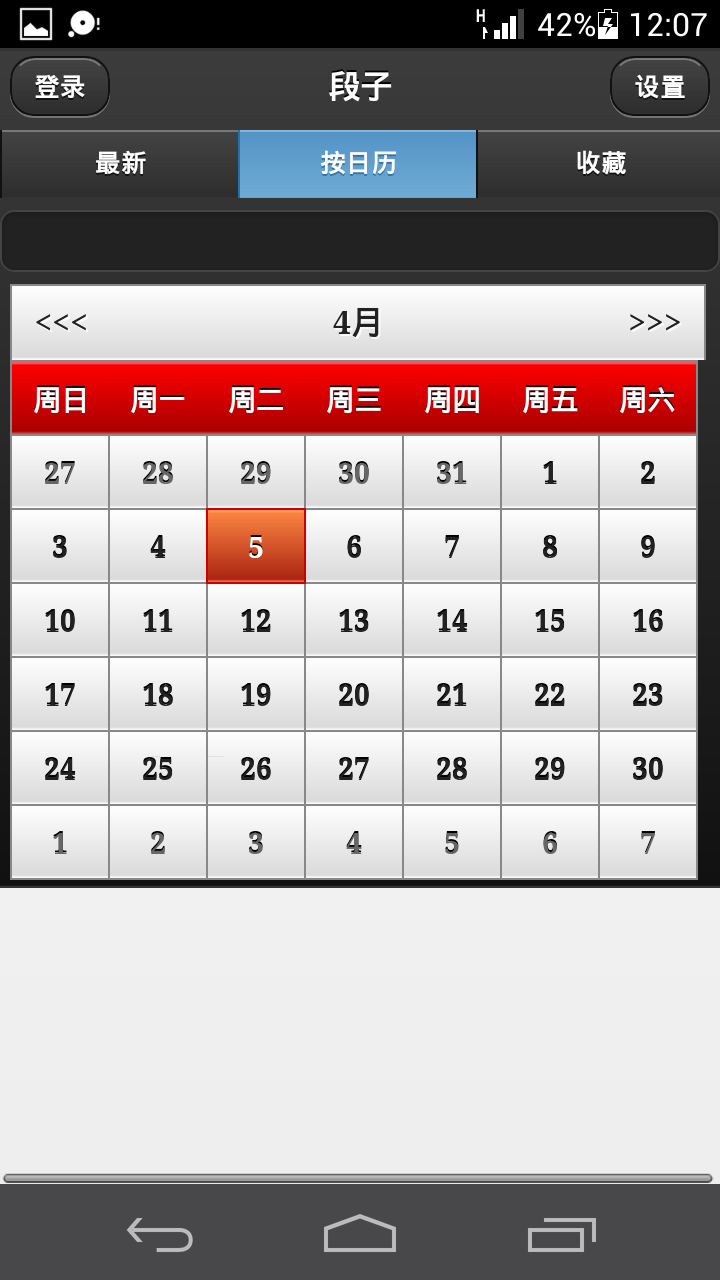 H 42% 12:07
登录 段子 设置
最新 按日历 收藏
<<< 4月 >>>
周日 周一 周二 周三 周四 周五 周六
27 28 29 30 31 1 2
3 4 5 6 7 8 9
10 11 12 13 14 15 16
17 18 19 20 21 22 23
24 25 26 27 28 29 30
1 2 3 4 5 6 7